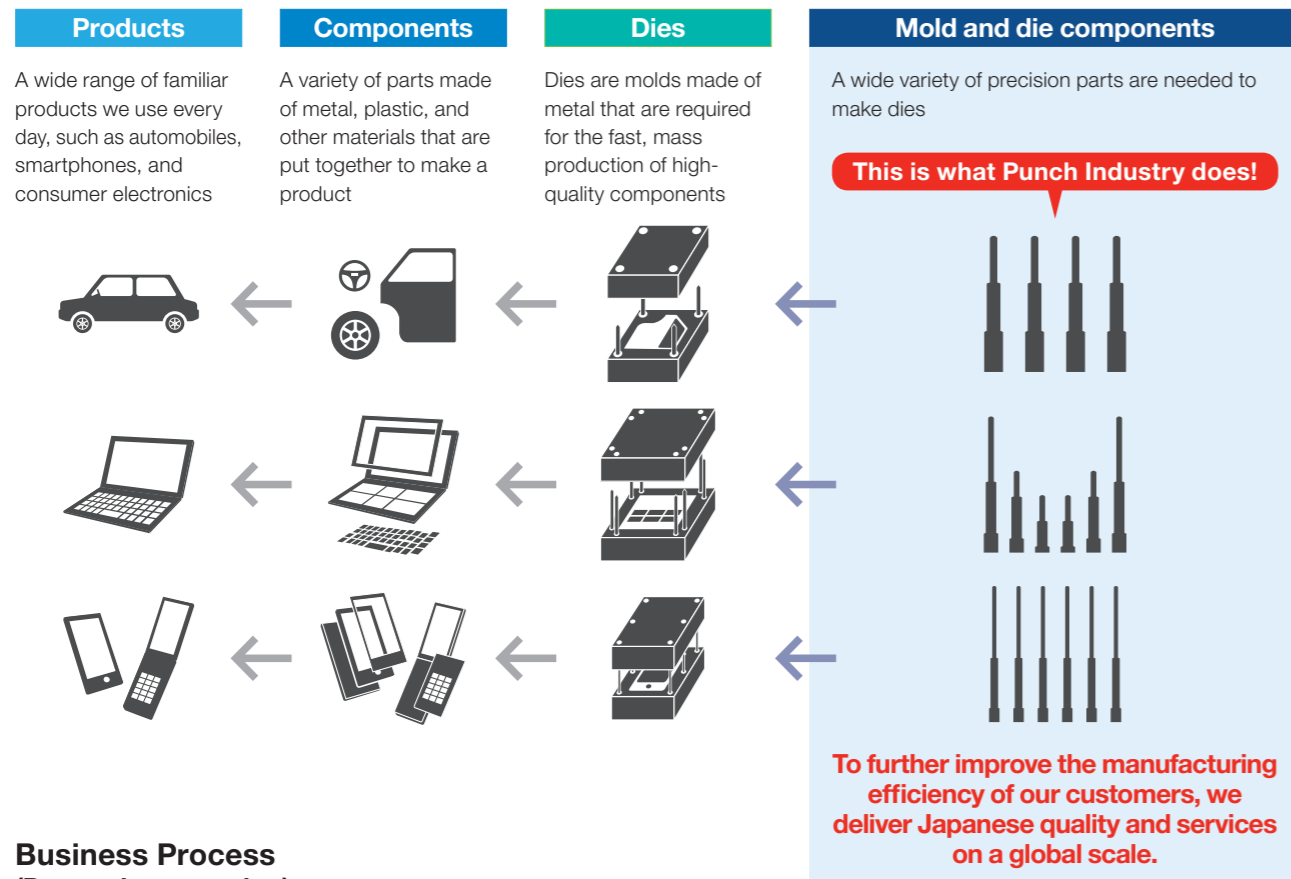 Products
A wide range of familiar
products we use every
day, such as automobiles,
smartphones, and
consumer electronics
Components
A variety of parts made
of metal, plastic, and
other materials that are
put together to make a
product
Dies
Dies are molds made of
metal that are required
for the fast, mass
production of high-
quality components
Mold and die components
A wide variety of precision parts are needed to
make dies
This is what Punch Industry does!
To further improve the manufacturing
efficiency of our customers, we
deliver Japanese quality and services
on a global scale.
Business Process